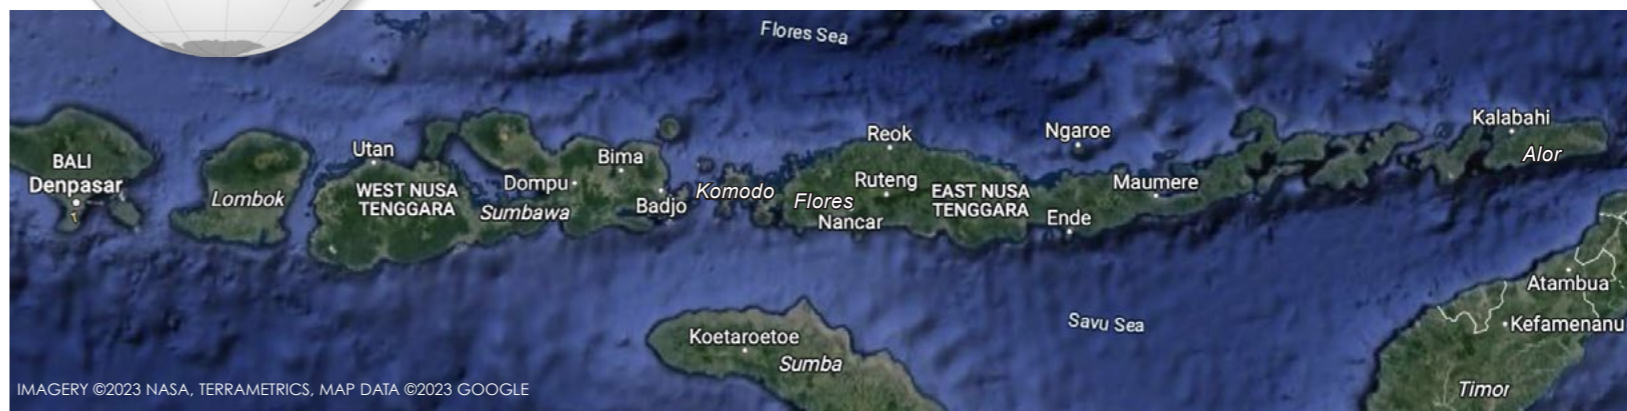 Flores Sea
Kalabahi
Alor
Ngaroe
Reok
Utan
Bima
BALI
Denpasar
Lombok
WEST NUSA
TENGGARA
Dompu
Sumbawa
Badjo
Komodo
Flores
Ruteng
Nancar
EAST NUSA
TENGGARA
Maumere
Ende
Atambua
Kefamenanu
Savu Sea
Koetaroetoe
Sumba
Timor
IMAGERY ©2023 NASA, TERRAMETRICS, MAP DATA ©2023 GOOGLE